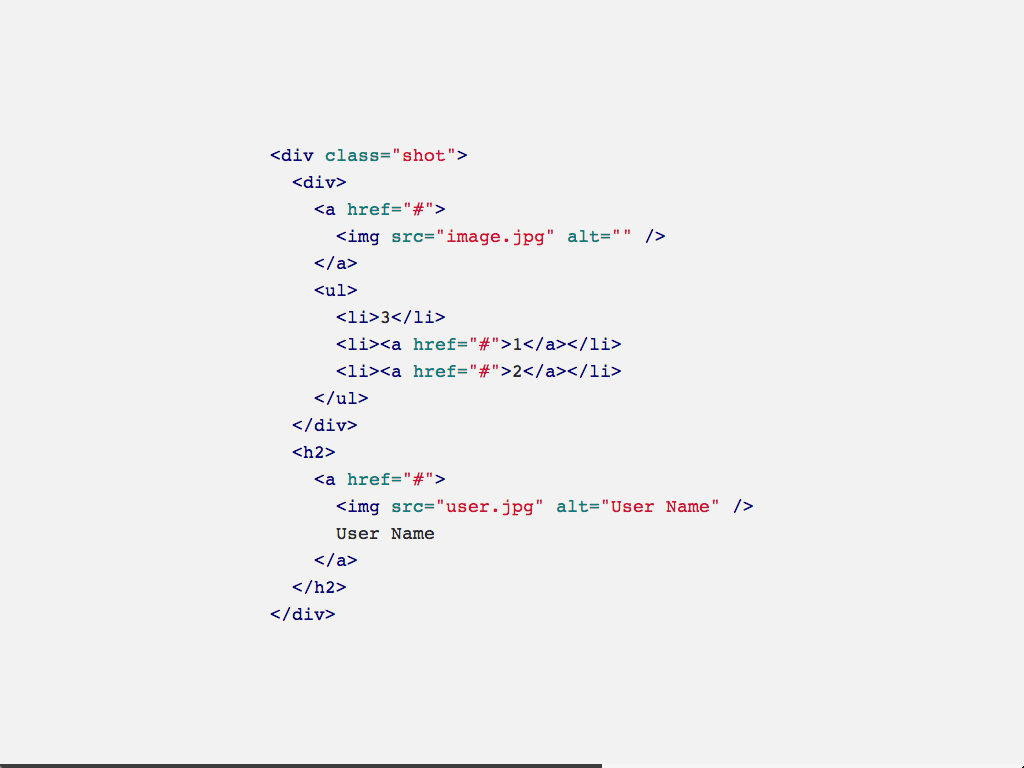 <div class="shot">
  <div>
    <a href="#">
      <img src="image.jpg" alt="" />
    </a>
    <ul>
      <li>3</li>
      <li><a href="#">1</a></li>
      <li><a href="#">2</a></li>
    </ul>
  </div>
  <h2>
    <a href="#">
      <img src="user.jpg" alt="User Name" />
      User Name
    </a>
  </h2>
</div>